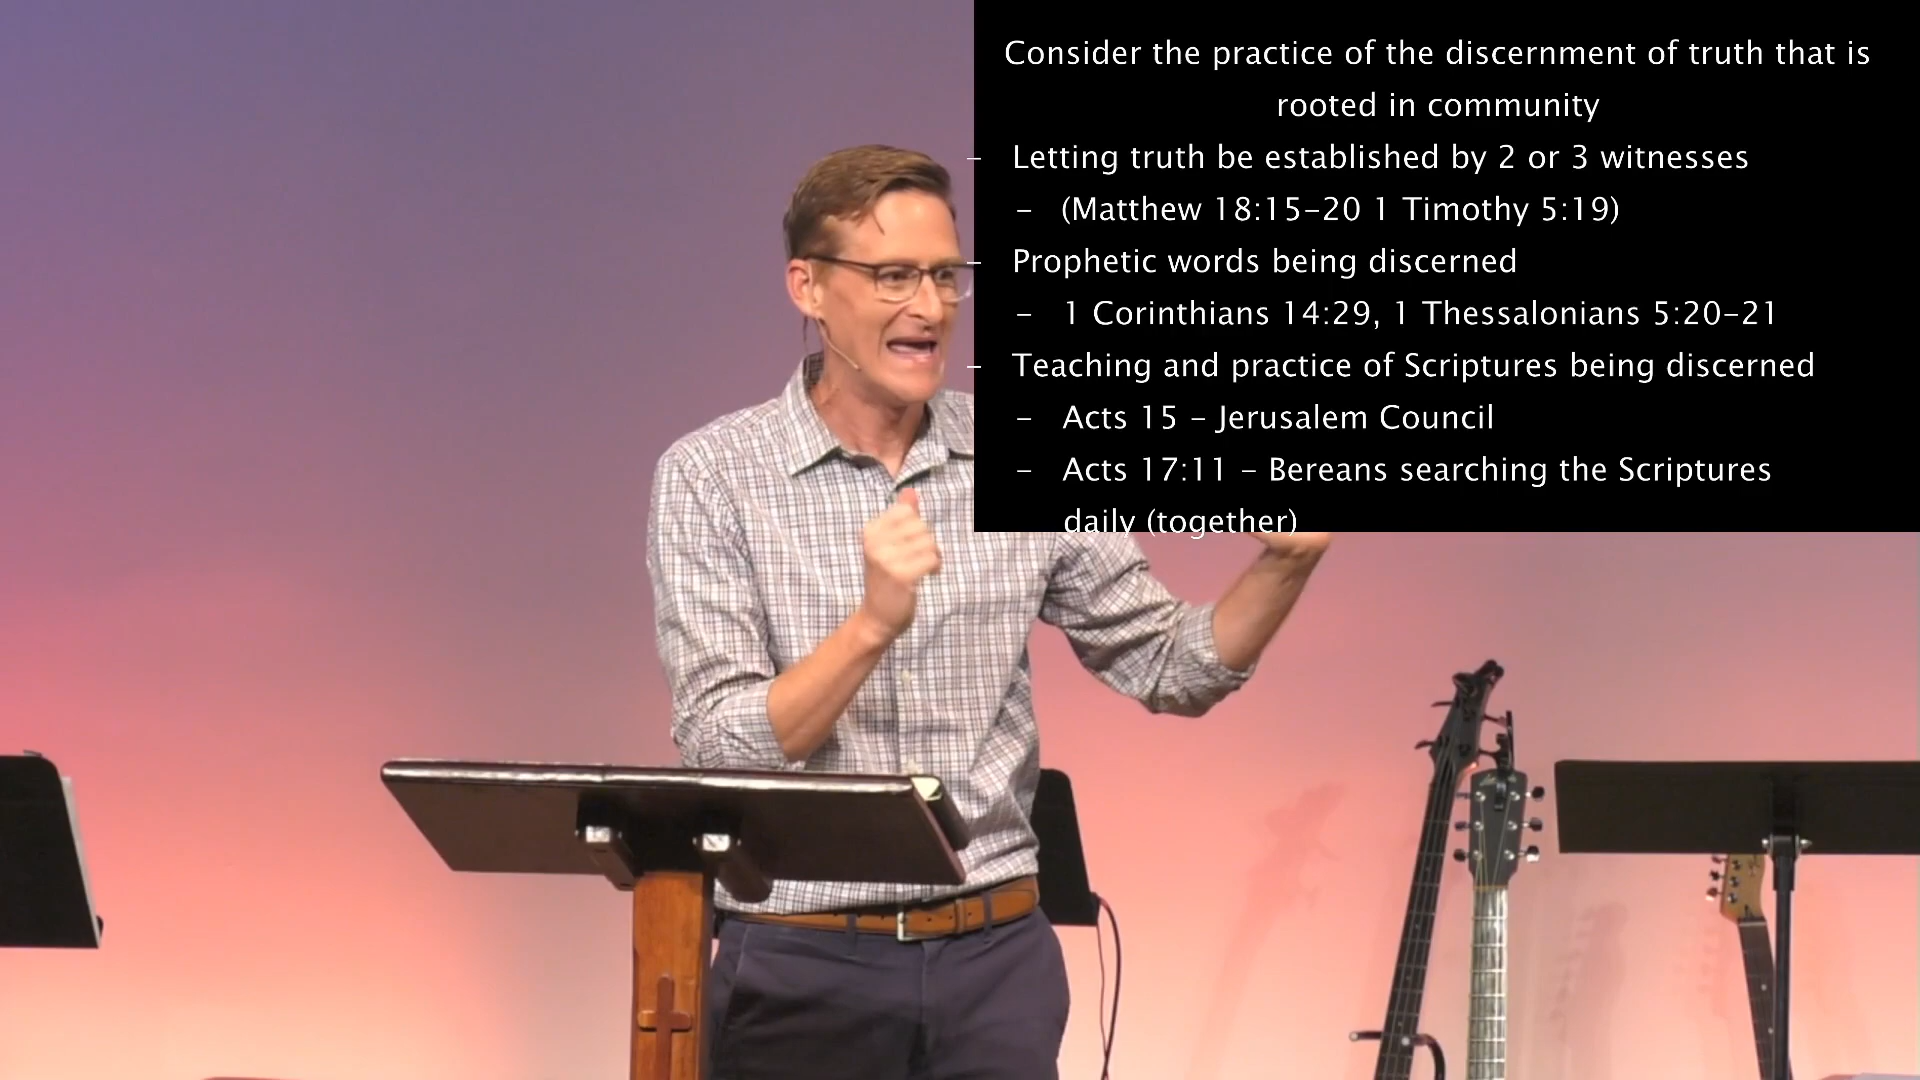 Consider the practice of the discernment of truth that is
rooted in community
– Letting truth be established by 2 or 3 witnesses
– (Matthew 18:15–20 1 Timothy 5:19)
– Prophetic words being discerned
– 1 Corinthians 14:29, 1 Thessalonians 5:20–21
– Teaching and practice of Scriptures being discerned
– Acts 15 – Jerusalem Council
– Acts 17:11 – Bereans searching the Scriptures
daily (together)